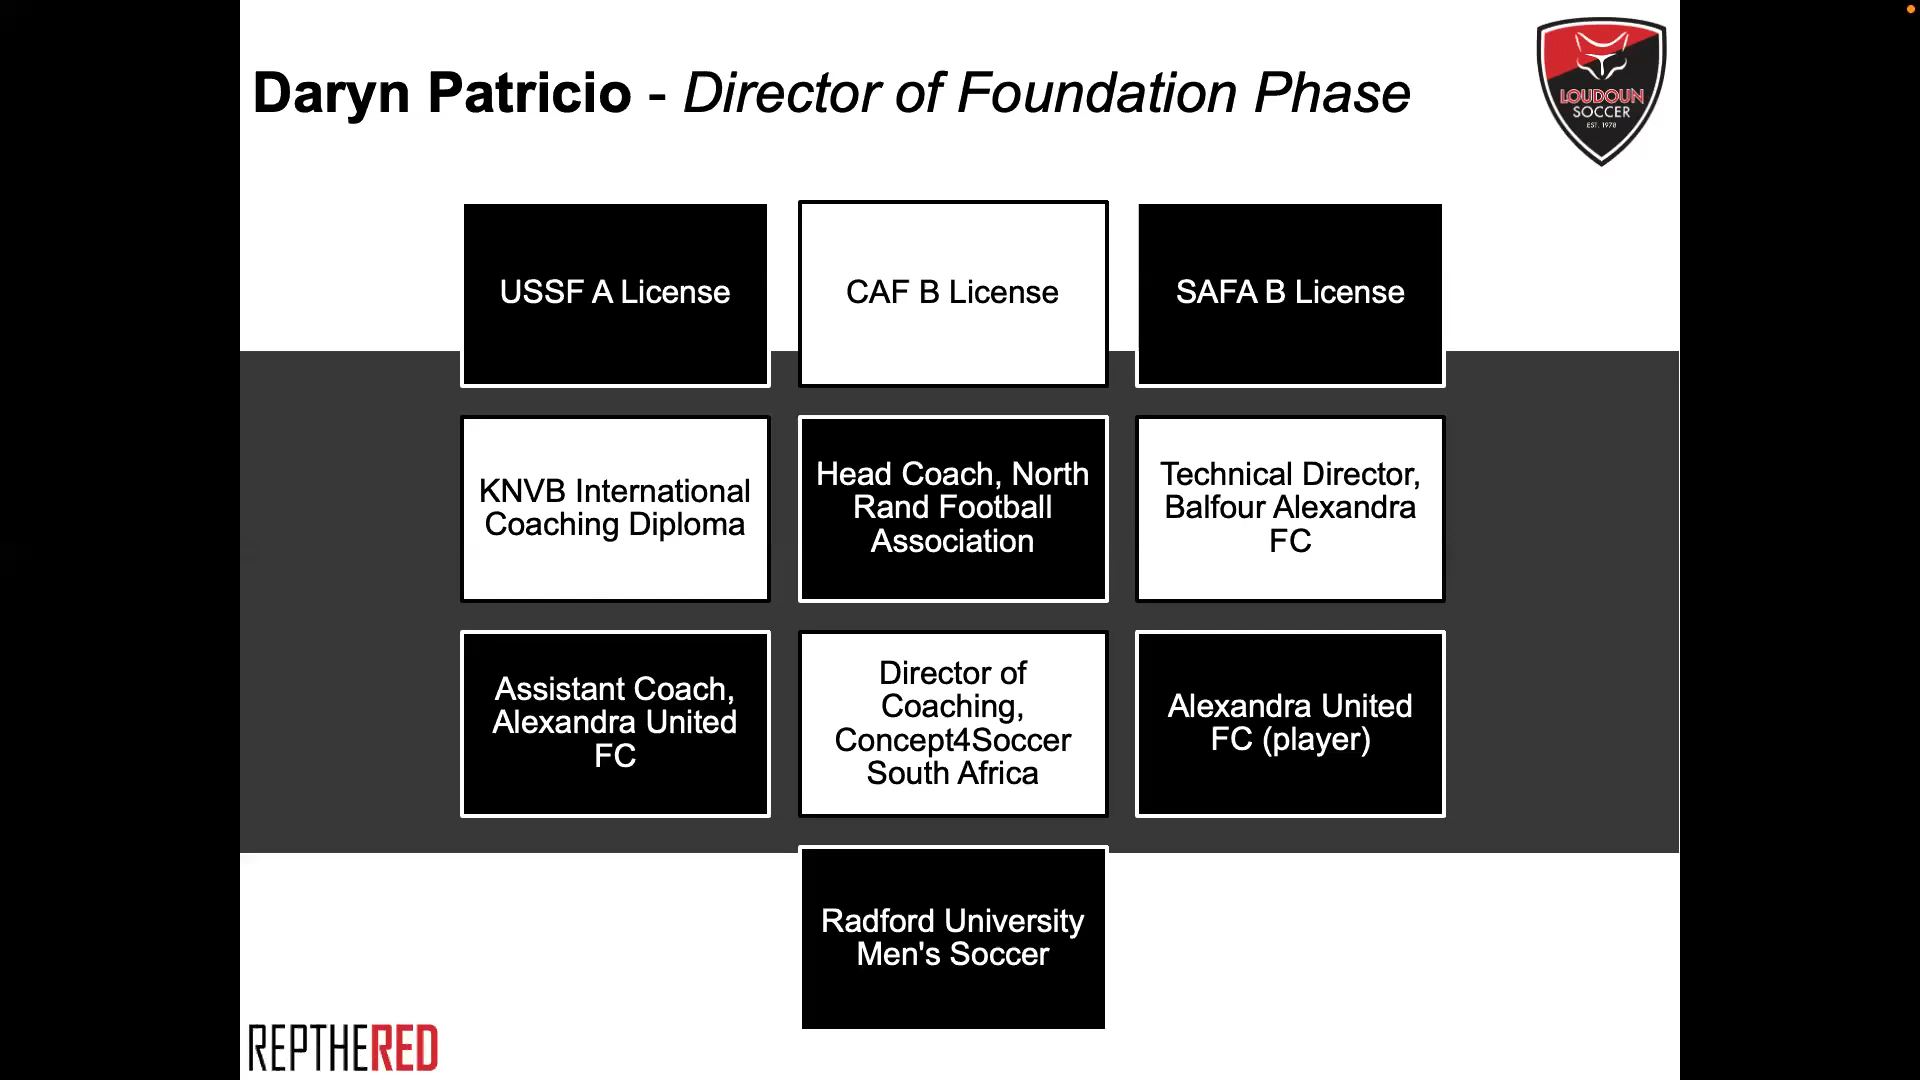 Daryn Patricio - Director of Foundation Phase
LOUDOUN
SOCCER
EST. 1978
USSF A License
CAF B License
SAFA B License
KNVB International
Coaching Diploma
Head Coach, North
Rand Football
Association
Technical Director,
Balfour Alexandra
FC
Assistant Coach,
Alexandra United
FC
Director of
Coaching,
Concept4Soccer
South Africa
Alexandra United
FC (player)
Radford University
Men's Soccer
REPTHERED